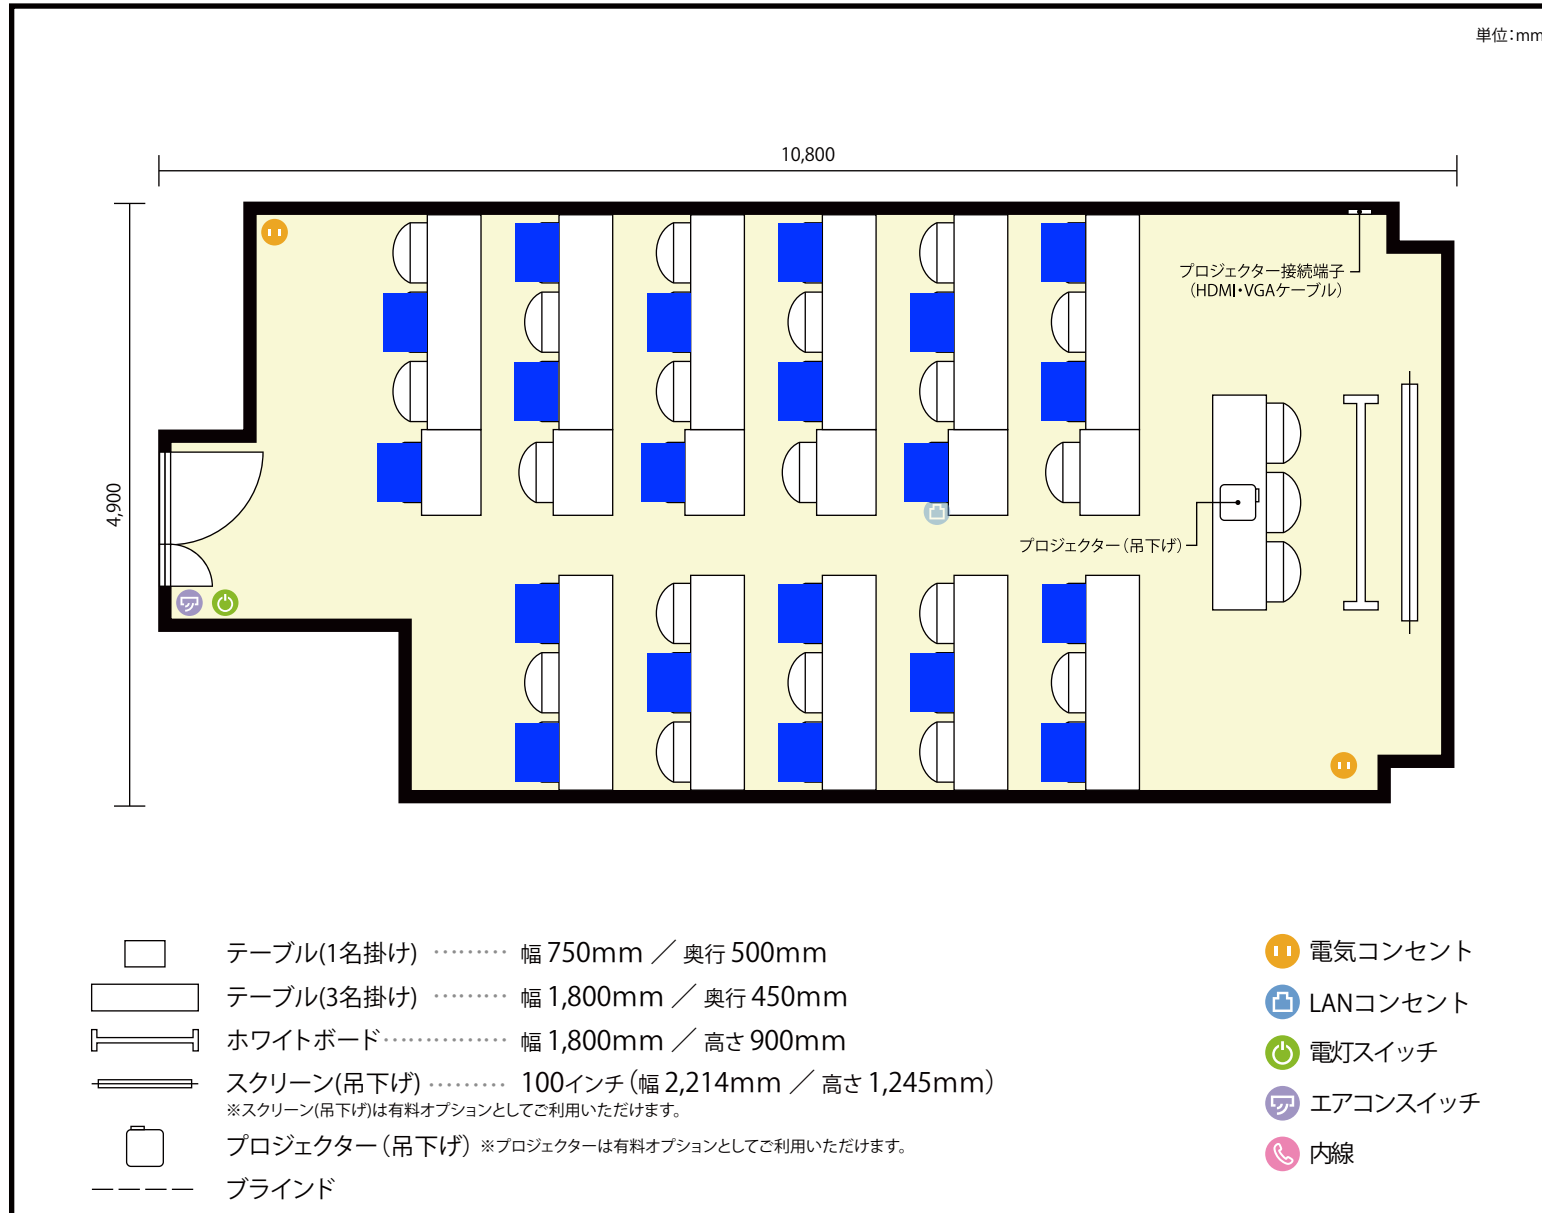 単位：mm
10,800
4,900
プロジェクター接続端子
（HDMI・VGAケーブル）
プロジェクター（吊下げ）
テーブル(1名掛け) ……… 幅 750mm ／ 奥行 500mm
テーブル(3名掛け) ……… 幅 1,800mm ／ 奥行 450mm
ホワイトボード…………… 幅 1,800mm ／ 高さ 900mm
スクリーン(吊下げ) ……… 100インチ（幅 2,214mm ／ 高さ 1,245mm）
※スクリーン(吊下げ)は有料オプションとしてご利用いただけます。
プロジェクター（吊下げ） ※プロジェクターは有料オプションとしてご利用いただけます。
ブラインド
電気コンセント
LANコンセント
電灯スイッチ
エアコンスイッチ
内線